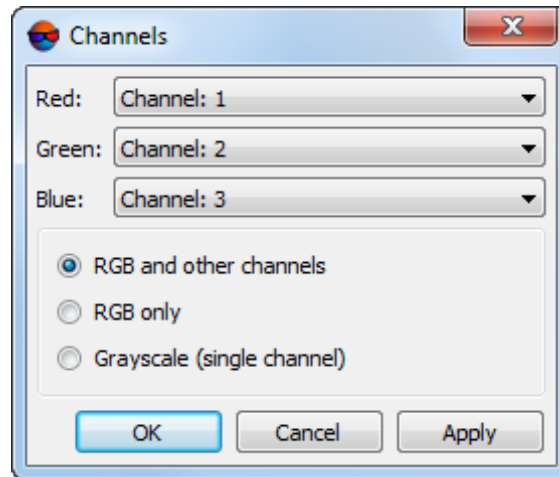 Channels
Red: Channel: 1
Green: Channel: 2
Blue: Channel: 3
RGB and other channels
RGB only
Grayscale (single channel)
OK Cancel Apply